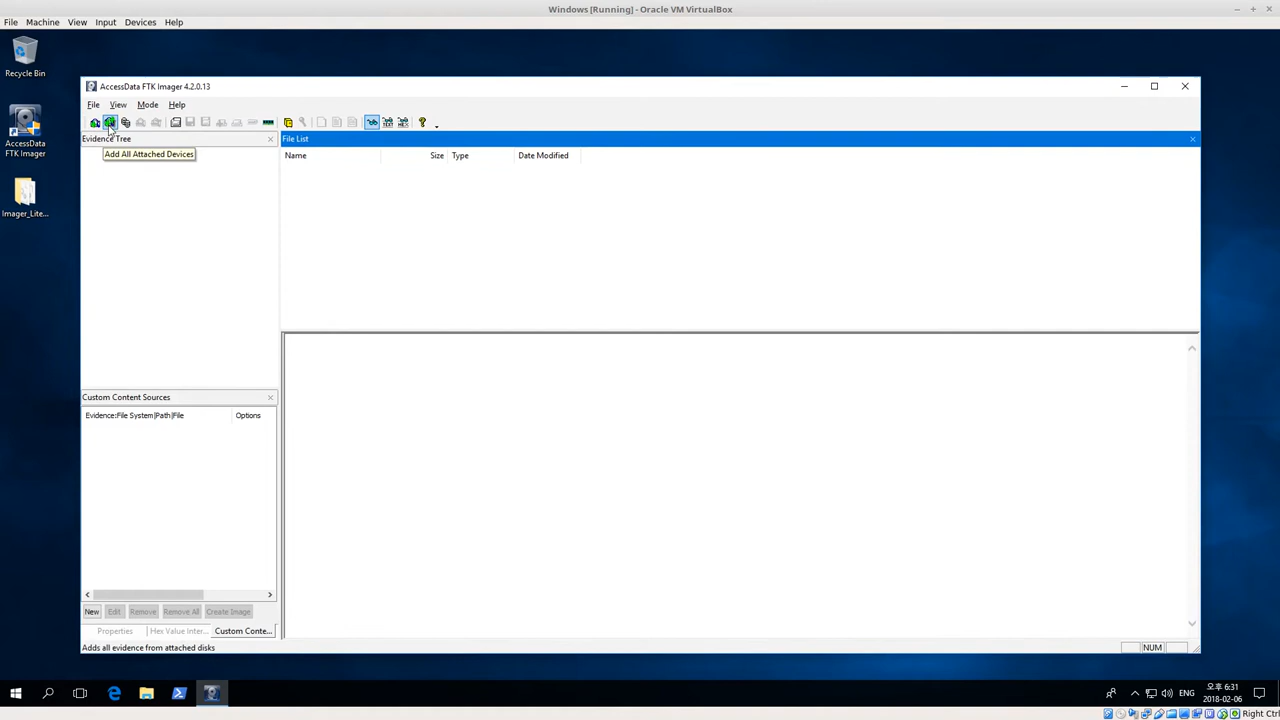 Windows [Running] - Oracle VM VirtualBox
File Machine View Input Devices Help
Recycle Bin
AccessData FTK Imager
Imager_Lite...
AccessData FTK Imager 4.2.0.13
File View Mode Help
Evidence Tree
Add All Attached Devices
File List
Name Size Type Date Modified
Custom Content Sources
Evidence:File System|Path|File Options
New Edit Remove Remove All Create Image
Properties Hex Value Inter... Custom Conte...
Adds all evidence from attached disks
NUM
ENG
오후 6:31
2018-02-06
Right Ctrl